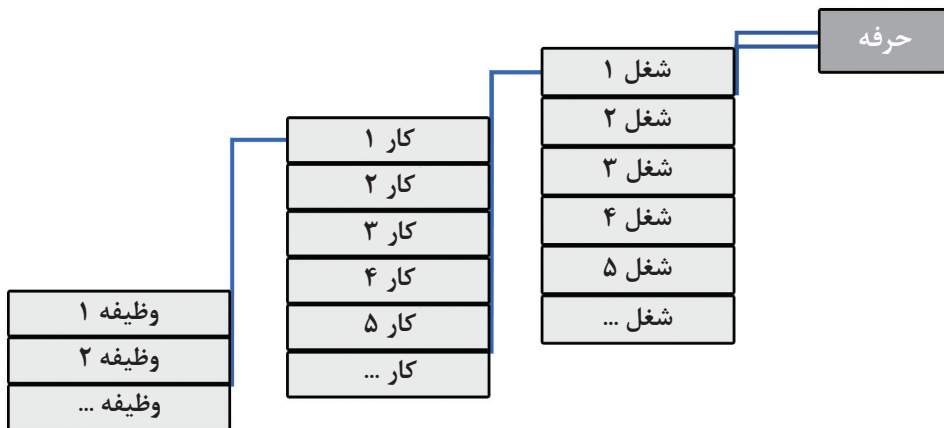 حرفه
شغل ۱
شغل ۲
شغل ۳
شغل ۴
شغل ۵
شغل ...
کار ۱
کار ۲
کار ۳
کار ۴
کار ۵
کار ...
وظیفه ۱
وظیفه ۲
وظیفه ...